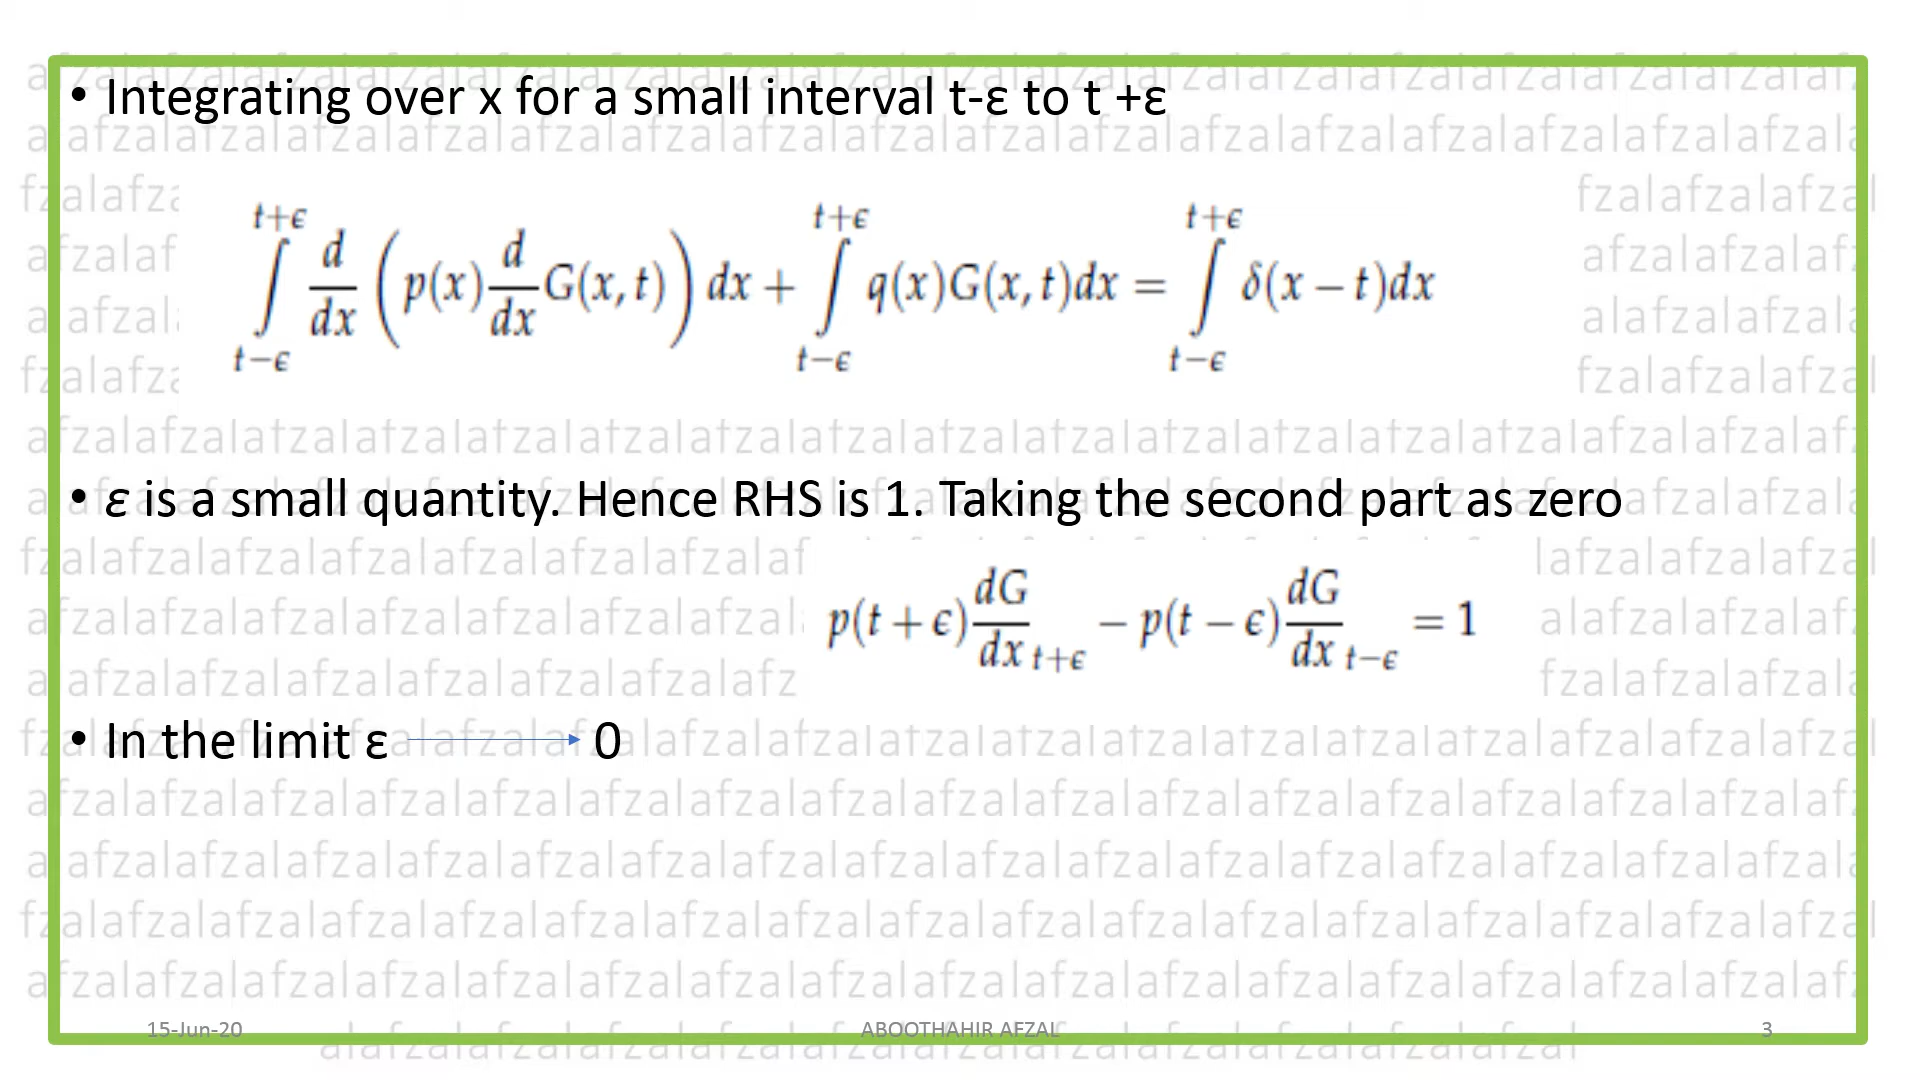 • Integrating over x for a small interval t-ε to t +ε
∫_{t−ϵ}^{t+ϵ} d/dx (p(x) d/dx G(x, t)) dx + ∫_{t−ϵ}^{t+ϵ} q(x)G(x, t)dx = ∫_{t−ϵ}^{t+ϵ} δ(x − t)dx
• ε is a small quantity. Hence RHS is 1. Taking the second part as zero
p(t + ϵ) dG/dx_{t+ϵ} − p(t − ϵ) dG/dx_{t−ϵ} = 1
• In the limit ε → 0
15-Jun-20 ABOOTHAHIR AFZAL 3